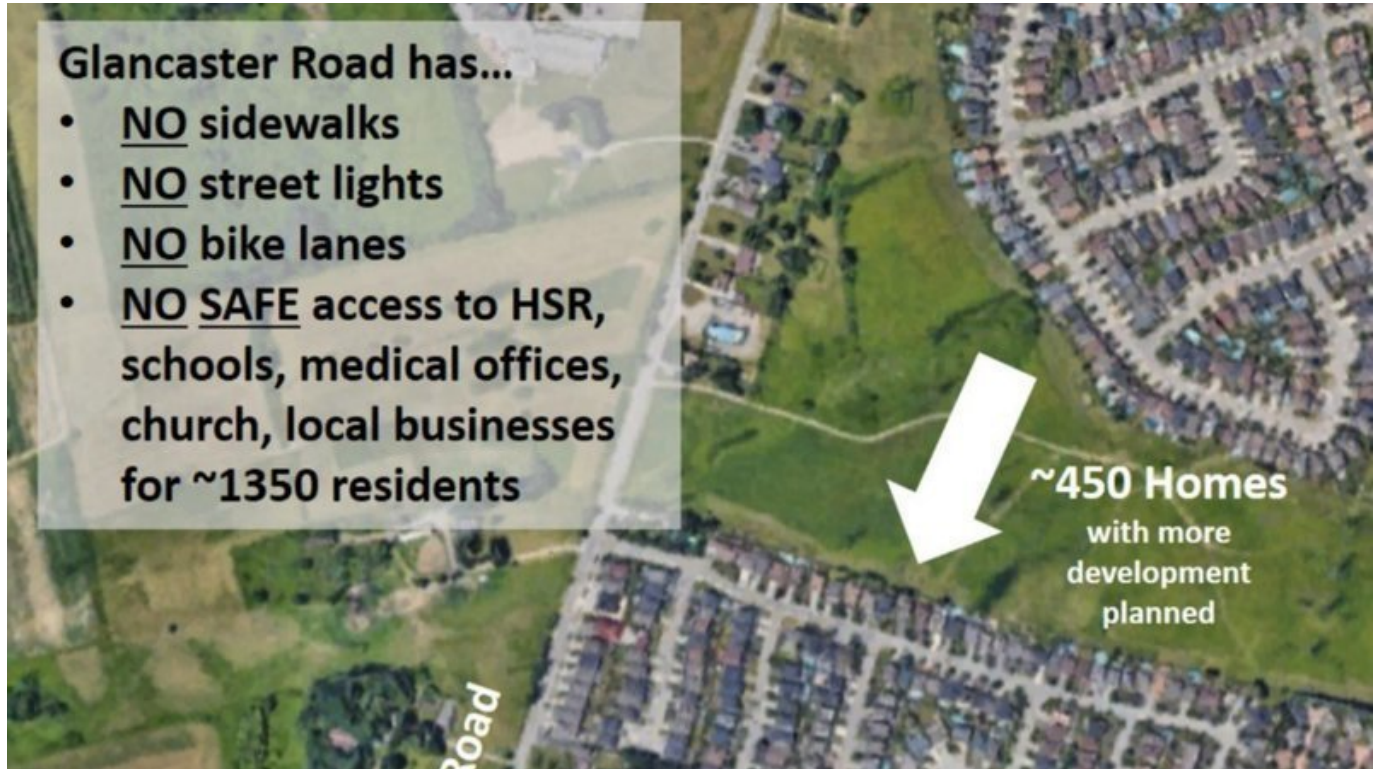 Glancaster Road has...
• NO sidewalks
• NO street lights
• NO bike lanes
• NO SAFE access to HSR,
schools, medical offices,
church, local businesses
for ~1350 residents
~450 Homes
with more
development
planned
Road